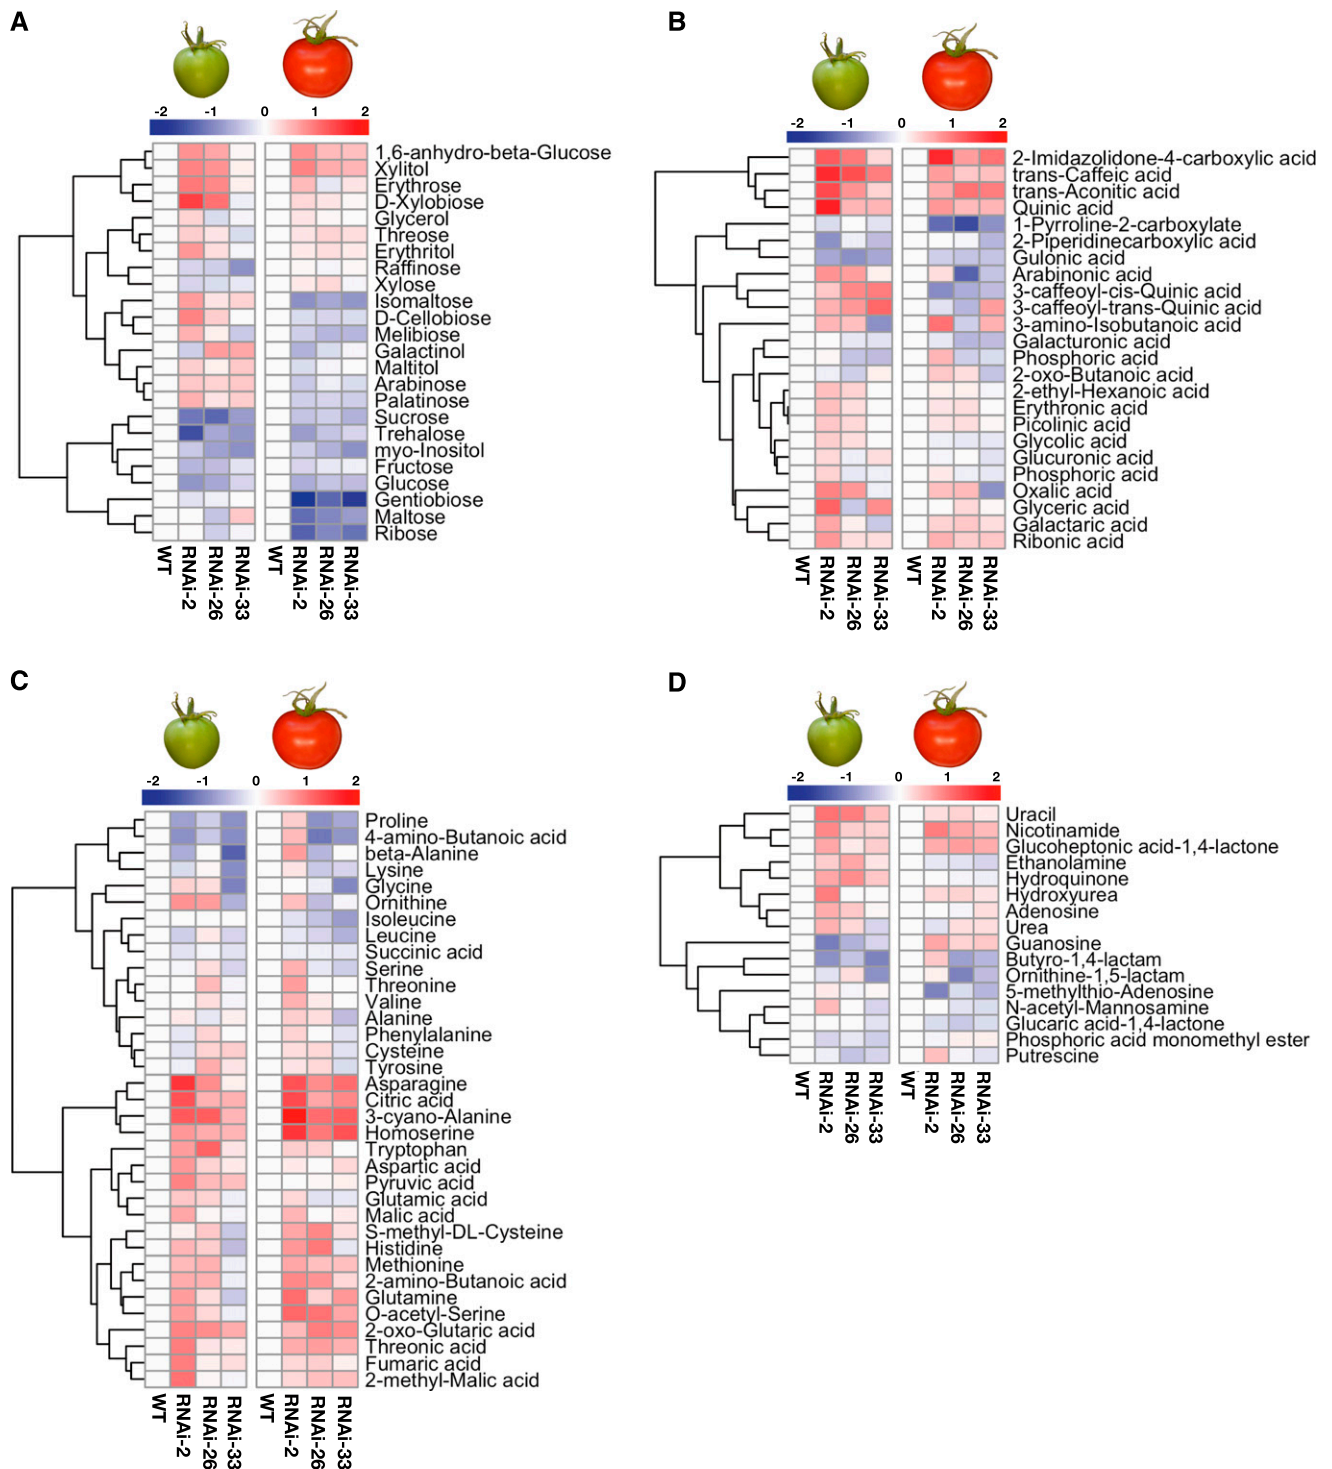 A
-2 -1 0 1 2
1,6-anhydro-beta-Glucose
Xylitol
Erythrose
D-Xylobiose
Glycerol
Threose
Erythritol
Raffinose
Xylose
Isomaltose
D-Cellobiose
Melibiose
Galactinol
Maltitol
Arabinose
Palatinose
Sucrose
Trehalose
myo-Inositol
Fructose
Glucose
Gentiobiose
Maltose
Ribose
WT RNAi-2 RNAi-26 RNAi-33 WT RNAi-2 RNAi-26 RNAi-33
B
-2 -1 0 1 2
2-Imidazolidone-4-carboxylic acid
trans-Caffeic acid
trans-Aconitic acid
Quinic acid
1-Pyrroline-2-carboxylate
2-Piperidinecarboxylic acid
Gulonic acid
Arabinonic acid
3-caffeoyl-cis-Quinic acid
3-caffeoyl-trans-Quinic acid
3-amino-Isobutanoic acid
Galacturonic acid
Phosphoric acid
2-oxo-Butanoic acid
2-ethyl-Hexanoic acid
Erythronic acid
Picolinic acid
Glycolic acid
Glucuronic acid
Phosphoric acid
Oxalic acid
Glyceric acid
Galactaric acid
Ribonic acid
WT RNAi-2 RNAi-26 RNAi-33 WT RNAi-2 RNAi-26 RNAi-33
C
-2 -1 0 1 2
Proline
4-amino-Butanoic acid
beta-Alanine
Lysine
Glycine
Ornithine
Isoleucine
Leucine
Succinic acid
Serine
Threonine
Valine
Alanine
Phenylalanine
Cysteine
Tyrosine
Asparagine
Citric acid
3-cyano-Alanine
Homoserine
Tryptophan
Aspartic acid
Pyruvic acid
Glutamic acid
Malic acid
S-methyl-DL-Cysteine
Histidine
Methionine
2-amino-Butanoic acid
Glutamine
O-acetyl-Serine
2-oxo-Glutaric acid
Threonic acid
Fumaric acid
2-methyl-Malic acid
WT RNAi-2 RNAi-26 RNAi-33 WT RNAi-2 RNAi-26 RNAi-33
D
-2 -1 0 1 2
Uracil
Nicotinamide
Glucoheptonic acid-1,4-lactone
Ethanolamine
Hydroquinone
Hydroxyurea
Adenosine
Urea
Guanosine
Butyro-1,4-lactam
Ornithine-1,5-lactam
5-methylthio-Adenosine
N-acetyl-Mannosamine
Glucaric acid-1,4-lactone
Phosphoric acid monomethyl ester
Putrescine
WT RNAi-2 RNAi-26 RNAi-33 WT RNAi-2 RNAi-26 RNAi-33